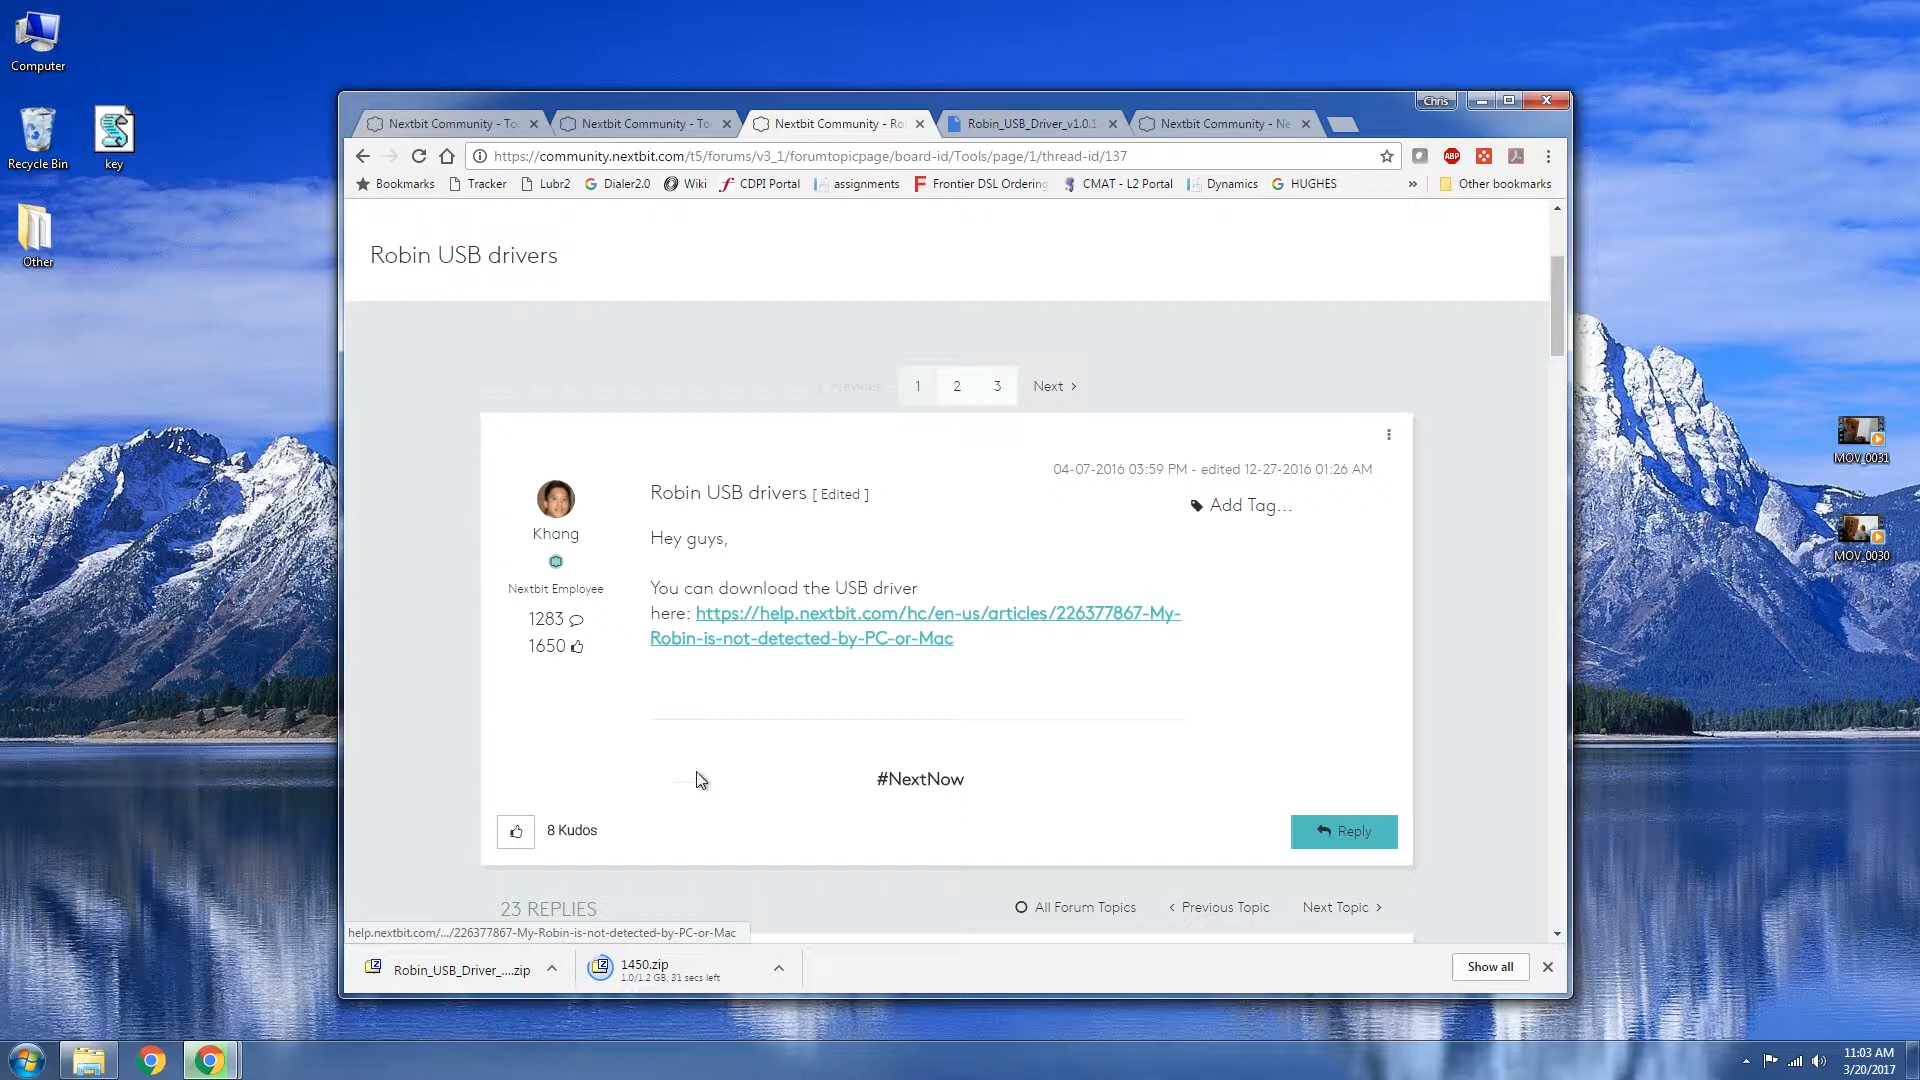 Computer
Recycle Bin
key
Other
MOV_0031
MOV_0030
Chris
Nextbit Community - To
Nextbit Community - To
Nextbit Community - Ro
Robin_USB_Driver_v1.0.1
Nextbit Community - Ne
https://community.nextbit.com/t5/forums/v3_1/forumtopicpage/board-id/Tools/page/1/thread-id/137
ABP
Bookmarks
Tracker
Lubr2
Dialer2.0
Wiki
CDPI Portal
assignments
Frontier DSL Ordering
CMAT - L2 Portal
Dynamics
HUGHES
»
Other bookmarks
Robin USB drivers
Previous 1 2 3 Next >
04-07-2016 03:59 PM - edited 12-27-2016 01:26 AM
Khang
Nextbit Employee
1283
1650
Robin USB drivers [ Edited ]
Add Tag...
Hey guys,
You can download the USB driver
here: https://help.nextbit.com/hc/en-us/articles/226377867-My-
Robin-is-not-detected-by-PC-or-Mac
#NextNow
8 Kudos
Reply
23 REPLIES
All Forum Topics
< Previous Topic
Next Topic >
help.nextbit.com/.../226377867-My-Robin-is-not-detected-by-PC-or-Mac
Robin_USB_Driver_....zip
1450.zip
1.0/1.2 GB, 31 secs left
Show all
11:03 AM
3/20/2017